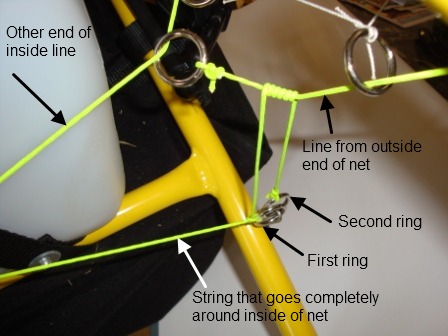 Other end of
inside line
Line from outside
end of net
Second ring
First ring
String that goes completely
around inside of net